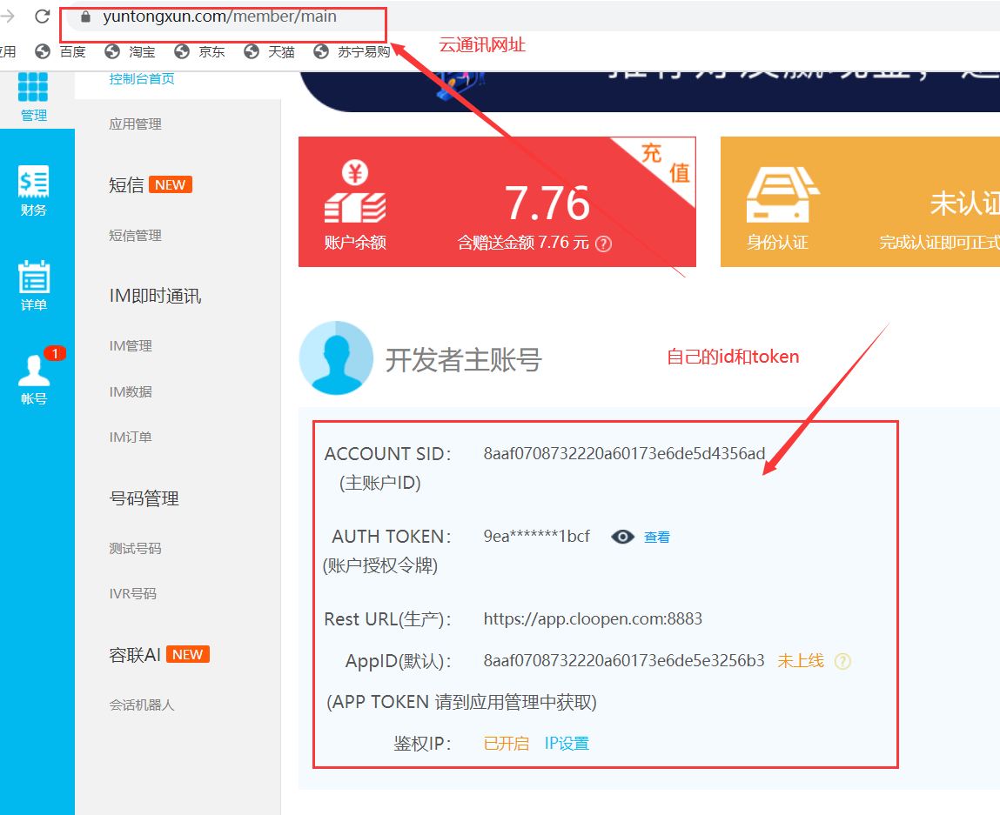 yuntongxun.com/member/main
云通讯网址
应用 百度 淘宝 京东 天猫 苏宁易购
控制台首页
管理
应用管理
短信 NEW
短信管理
IM即时通讯
IM管理
IM数据
IM订单
号码管理
测试号码
IVR号码
容联AI NEW
会话机器人
财务
详单
1
帐号
充值
7.76
账户余额
含赠送金额 7.76 元 ?
未认证
身份认证
完成认证即可正式
开发者主账号
自己的id和token
ACCOUNT SID: 8aaf0708732220a60173e6de5d4356ad
(主账户ID)
AUTH TOKEN: 9ea*******1bcf 查看
(账户授权令牌)
Rest URL(生产): https://app.cloopen.com:8883
AppID(默认): 8aaf0708732220a60173e6de5e3256b3 未上线 ?
(APP TOKEN 请到应用管理中获取)
鉴权IP: 已开启 IP设置